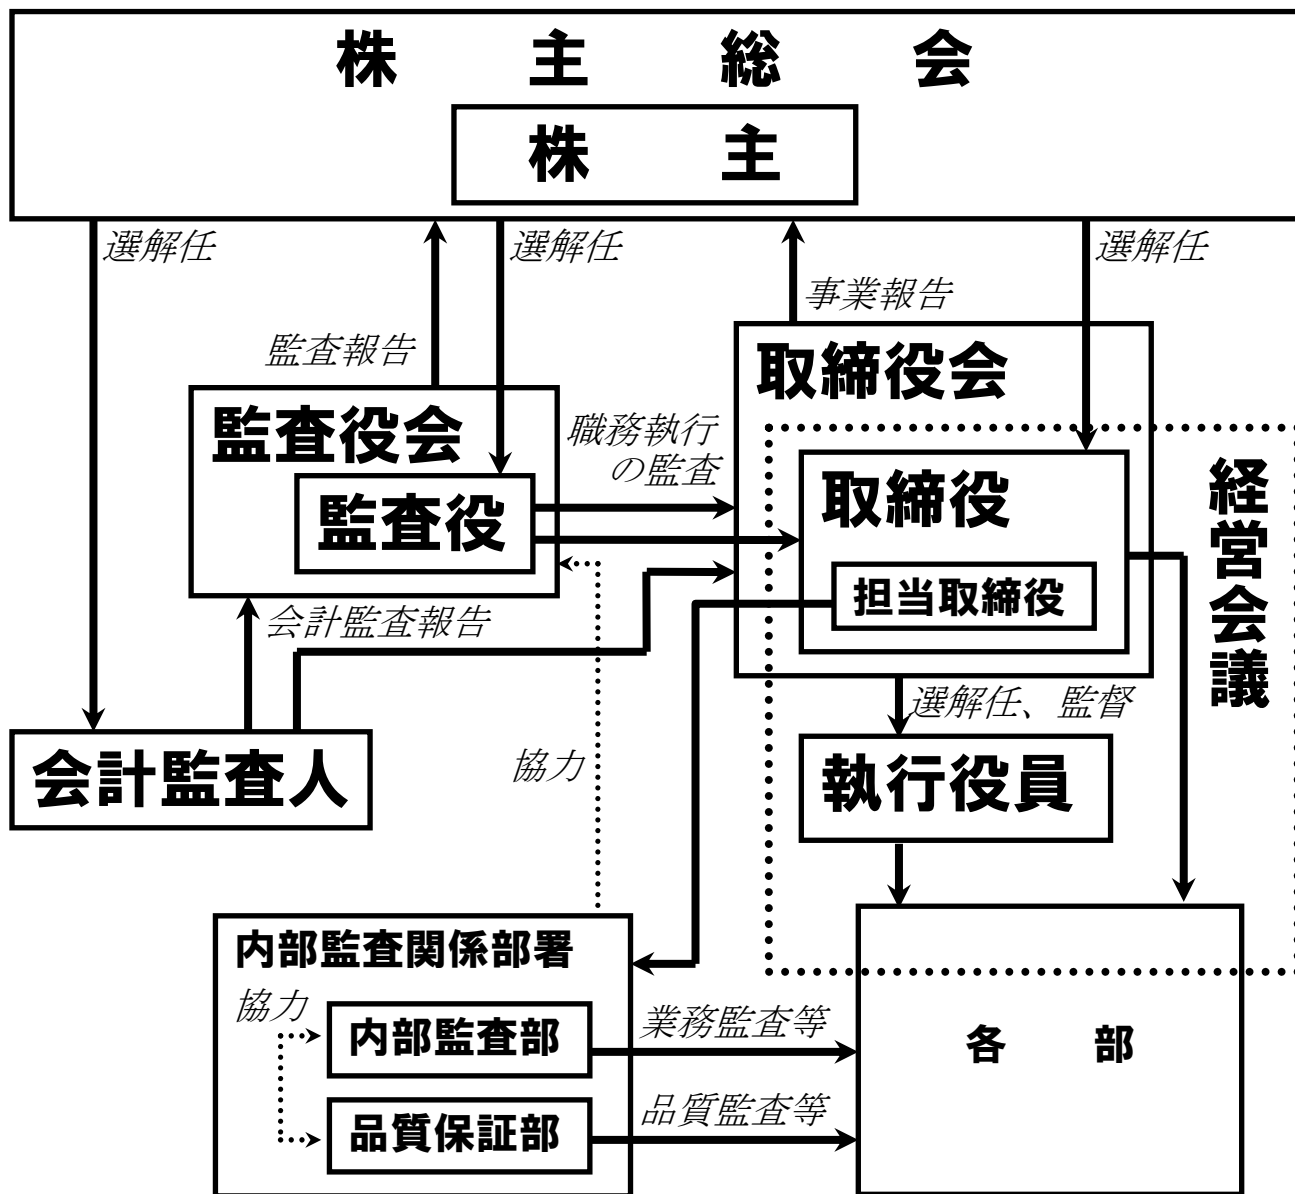 株主総会
株主
選解任
選解任
選解任
事業報告
監査報告
取締役会
監査役会
職務執行
の監査
経営会議
取締役
監査役
担当取締役
会計監査報告
選解任、監督
協力
会計監査人
執行役員
内部監査関係部署
協力
内部監査部
業務監査等
各部
品質保証部
品質監査等